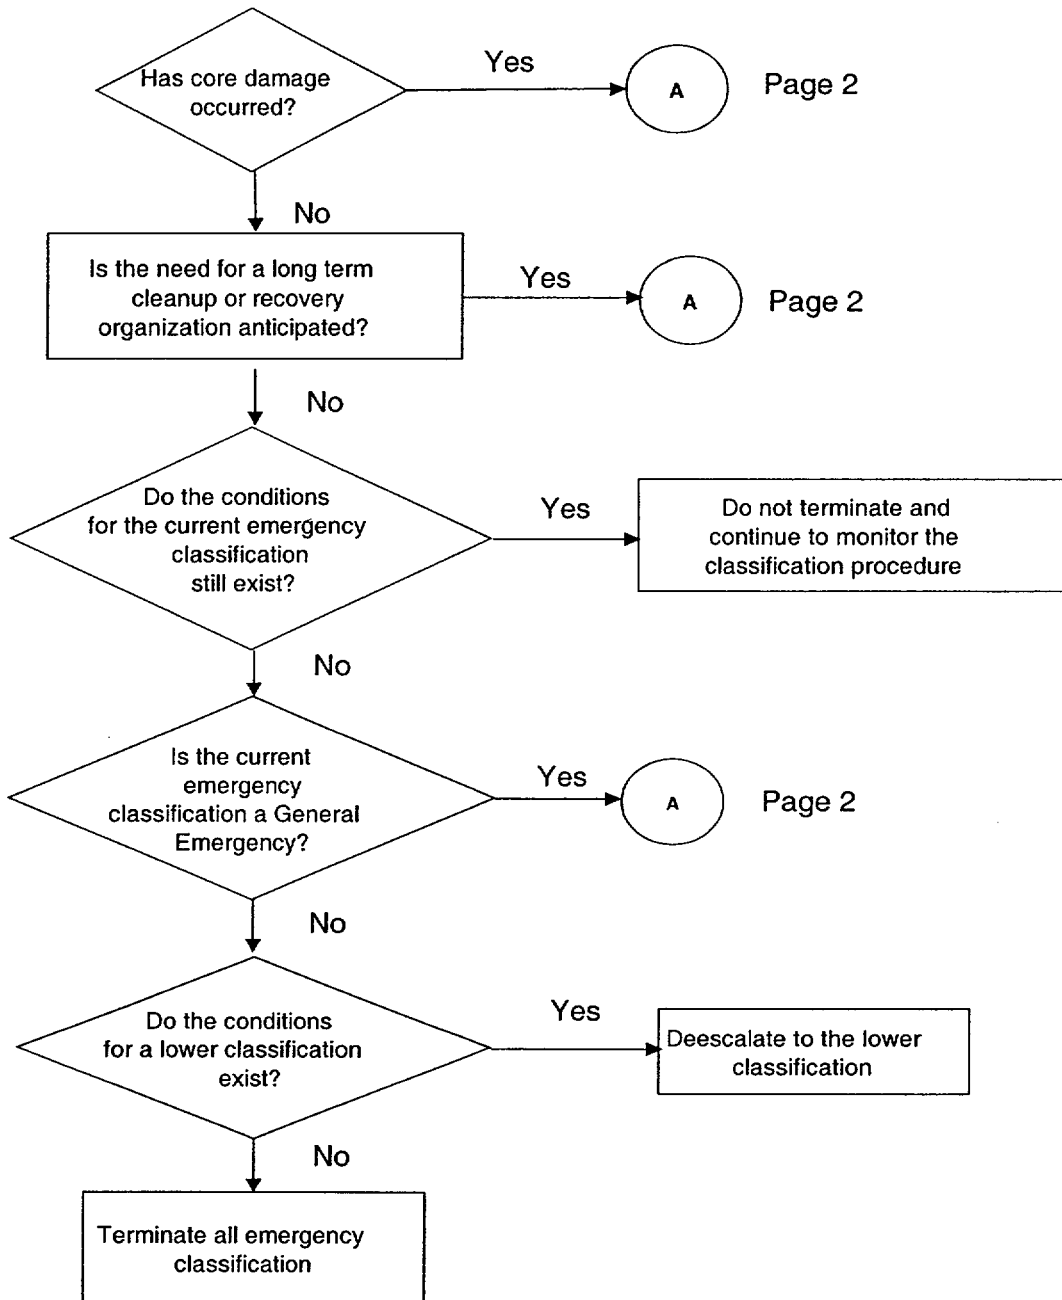 Has core damage
occurred?
Yes
A
Page 2
No
Is the need for a long term
cleanup or recovery
organization anticipated?
Yes
A
Page 2
No
Do the conditions
for the current emergency
classification
still exist?
Yes
Do not terminate and
continue to monitor the
classification procedure
No
Is the current
emergency
classification a General
Emergency?
Yes
A
Page 2
No
Do the conditions
for a lower classification
exist?
Yes
Deescalate to the lower
classification
No
Terminate all emergency
classification